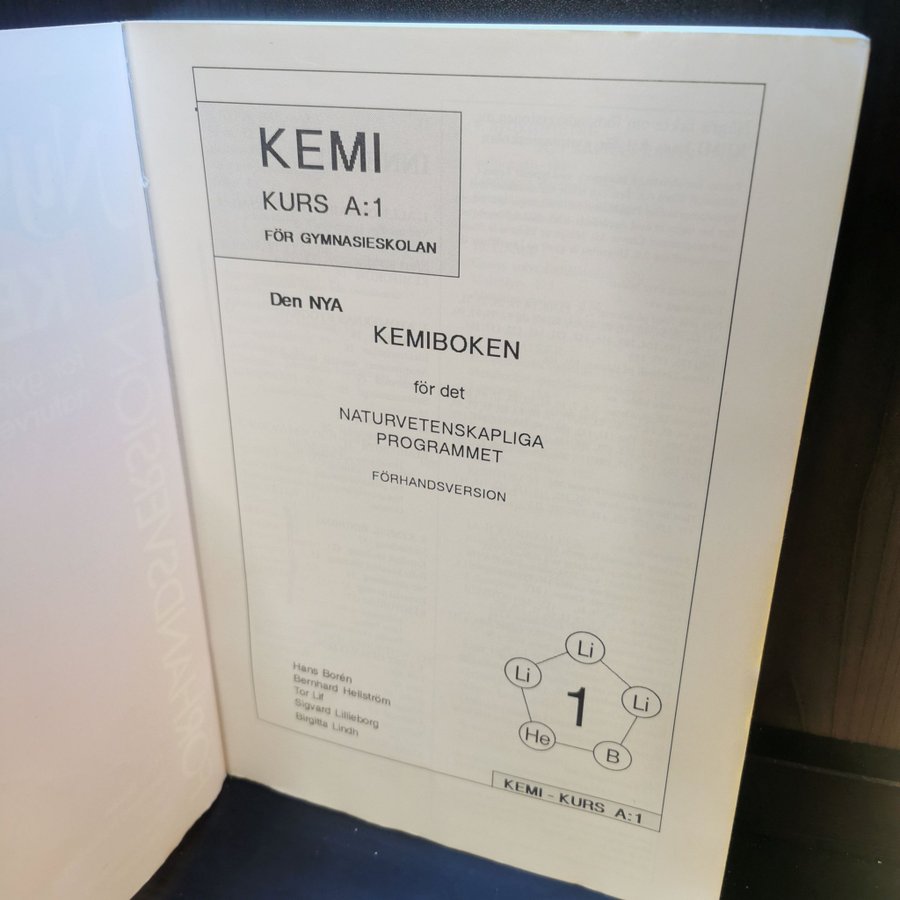 KEMI
KURS A:1
FÖR GYMNASIESKOLAN
Den NYA
KEMIBOKEN
för det
NATURVETENSKAPLIGA
PROGRAMMET
FÖRHANDSVERSION
Hans Borén
Bernhard Hellström
Tor Lif
Sigvard Lillieborg
Birgitta Lindh
Li
Li
1
Li
He
B
KEMI - KURS A:1